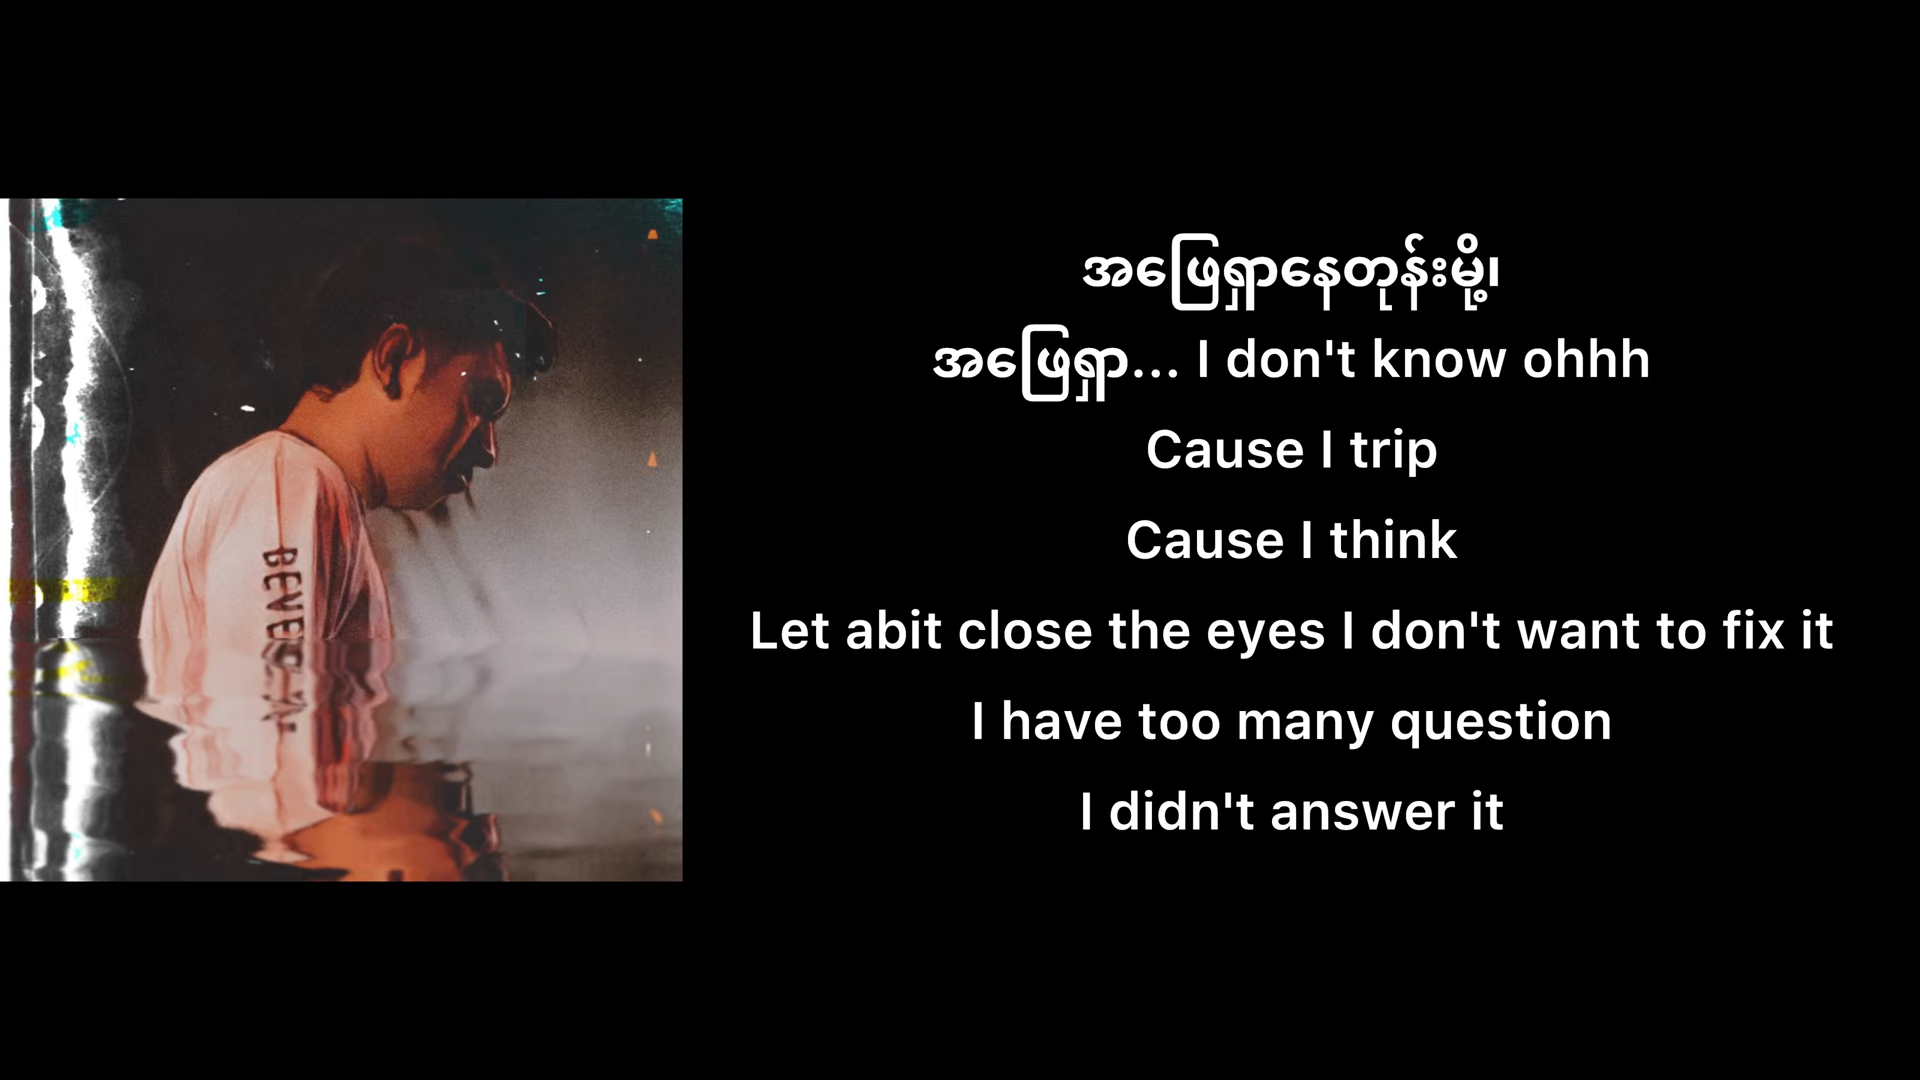 အဖြေရှာနေတုန်းမို့၊
အဖြေရှာ... I don't know ohhh
Cause I trip
Cause I think
Let abit close the eyes I don't want to fix it
I have too many question
I didn't answer it